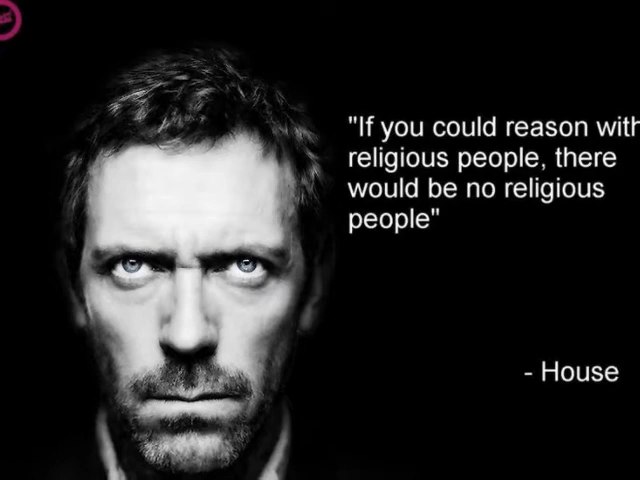 "If you could reason with
religious people, there
would be no religious
people"
- House